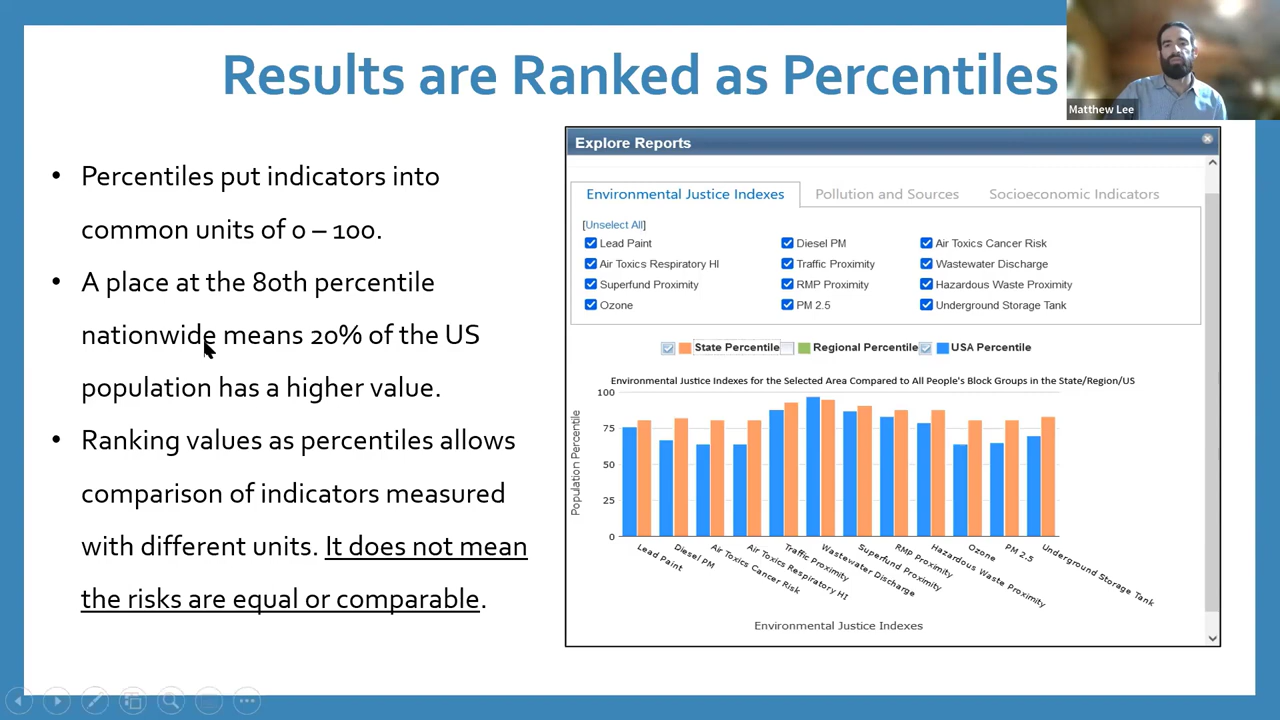 Results are Ranked as Percentiles
Matthew Lee
• Percentiles put indicators into
common units of 0 – 100.
• A place at the 80th percentile
nationwide means 20% of the US
population has a higher value.
• Ranking values as percentiles allows
comparison of indicators measured
with different units. It does not mean
the risks are equal or comparable.
Explore Reports
Environmental Justice Indexes Pollution and Sources Socioeconomic Indicators
[Unselect All]
Lead Paint Diesel PM Air Toxics Cancer Risk
Air Toxics Respiratory HI Traffic Proximity Wastewater Discharge
Superfund Proximity RMP Proximity Hazardous Waste Proximity
Ozone PM 2.5 Underground Storage Tank
State Percentile Regional Percentile USA Percentile
Environmental Justice Indexes for the Selected Area Compared to All People's Block Groups in the State/Region/US
Population Percentile
100
75
50
25
0
Lead Paint
Diesel PM
Air Toxics Cancer Risk
Air Toxics Respiratory HI
Traffic Proximity
Wastewater Discharge
Superfund Proximity
RMP Proximity
Hazardous Waste Proximity
Ozone
PM 2.5
Underground Storage Tank
Environmental Justice Indexes